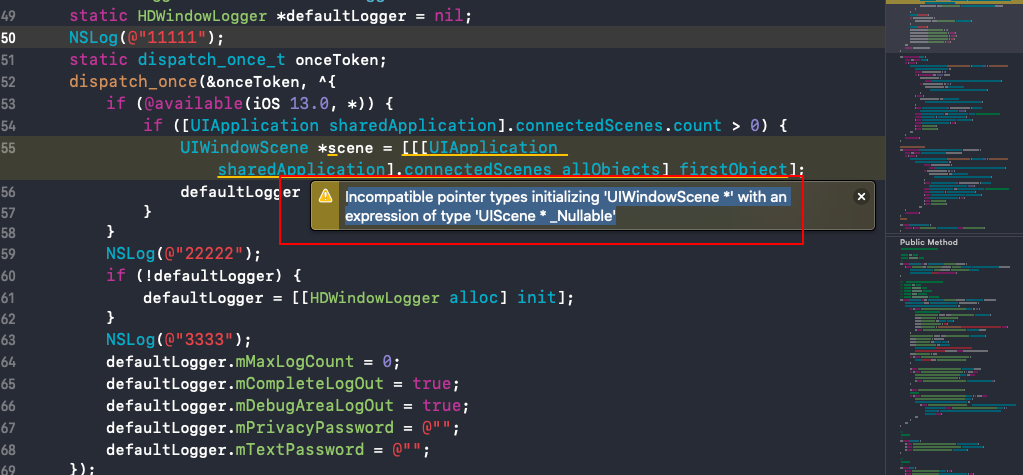 49 static HDWindowLogger *defaultLogger = nil;
50 NSLog(@"11111");
51 static dispatch_once_t onceToken;
52 dispatch_once(&onceToken, ^{
53 if (@available(iOS 13.0, *)) {
54 if ([UIApplication sharedApplication].connectedScenes.count > 0) {
55 UIWindowScene *scene = [[[UIApplication
sharedApplication].connectedScenes allObjects] firstObject];
56 defaultLogger
Incompatible pointer types initializing 'UIWindowScene *' with an
expression of type 'UIScene * _Nullable'
57 }
58 }
59 NSLog(@"22222");
60 if (!defaultLogger) {
61 defaultLogger = [[HDWindowLogger alloc] init];
62 }
63 NSLog(@"3333");
64 defaultLogger.mMaxLogCount = 0;
65 defaultLogger.mCompleteLogOut = true;
66 defaultLogger.mDebugAreaLogOut = true;
67 defaultLogger.mPrivacyPassword = @"";
68 defaultLogger.mTextPassword = @"";
69 });
Public Method